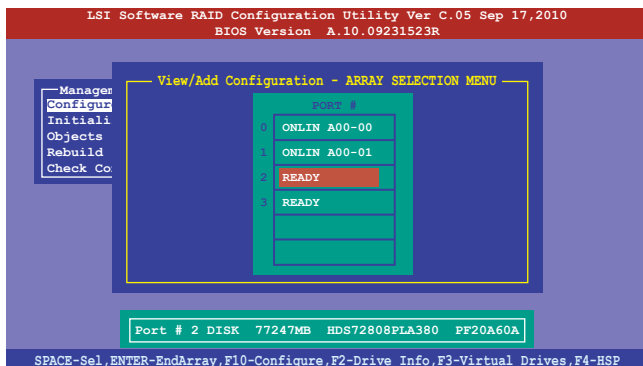 LSI Software RAID Configuration Utility Ver C.05 Sep 17,2010
BIOS Version A.10.09231523R
View/Add Configuration - ARRAY SELECTION MENU
Managem
Configure
Initiali
Objects
Rebuild
Check Co
PORT #
0 ONLIN A00-00
1 ONLIN A00-01
2 READY
3 READY
Port # 2 DISK 77247MB HDS72808PLA380 PF20A60A
SPACE-Sel,ENTER-EndArray,F10-Configure,F2-Drive Info,F3-Virtual Drives,F4-HSP